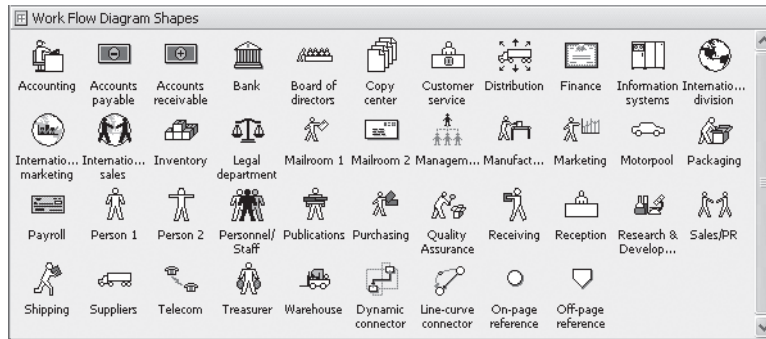 Work Flow Diagram Shapes
Accounting Accounts payable Accounts receivable Bank Board of directors Copy center Customer service Distribution Finance Information systems Internatio... division
Internatio... marketing Internatio... sales Inventory Legal department Mailroom 1 Mailroom 2 Managem... Manufact... Marketing Motorpool Packaging
Payroll Person 1 Person 2 Personnel/ Staff Publications Purchasing Quality Assurance Receiving Reception Research & Develop... Sales/PR
Shipping Suppliers Telecom Treasurer Warehouse Dynamic connector Line-curve connector On-page reference Off-page reference